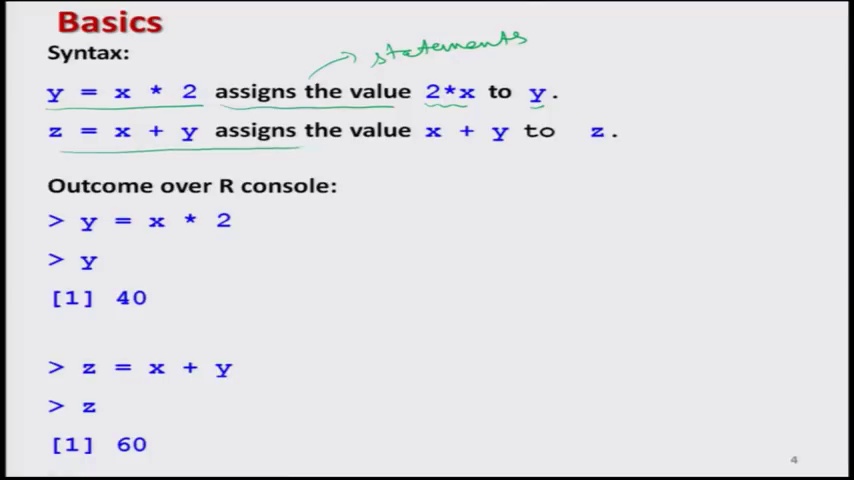 Basics
Syntax:
statements
y = x * 2 assigns the value 2*x to y.
z = x + y assigns the value x + y to z.
Outcome over R console:
> y = x * 2
> y
[1] 40
> z = x + y
> z
[1] 60
4